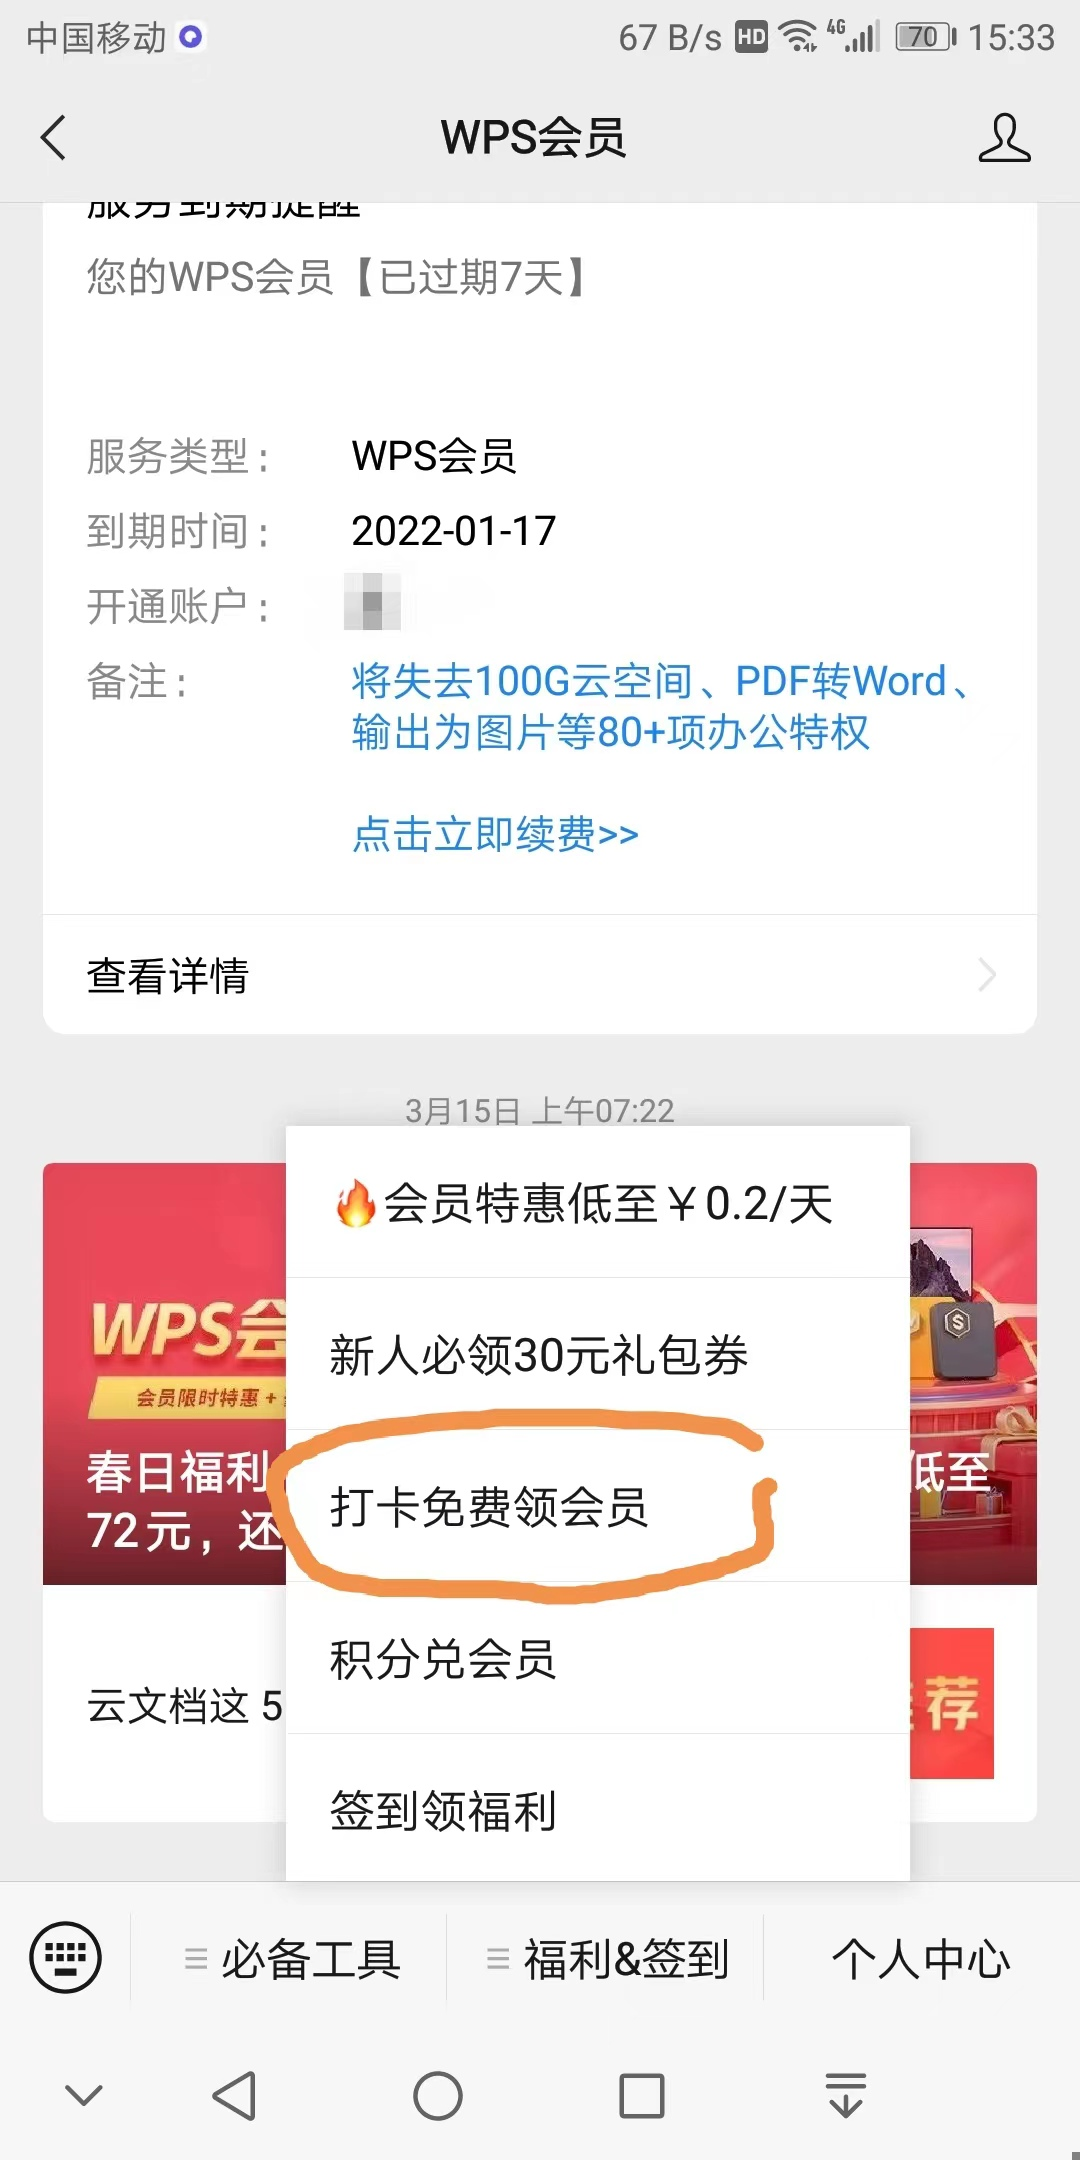 中国移动
67 B/s HD 4G 70 15:33
WPS会员
服务到期提醒
您的WPS会员【已过期7天】
服务类型: WPS会员
到期时间: 2022-01-17
开通账户:
备注: 将失去100G云空间、PDF转Word、
输出为图片等80+项办公特权
点击立即续费>>
查看详情
3月15日 上午07:22
🔥会员特惠低至￥0.2/天
新人必领30元礼包券
打卡免费领会员
积分兑会员
签到领福利
WPS会
会员限时特惠 +
春日福利
低至
72元，还
云文档这 5
荐
必备工具
福利&签到
个人中心